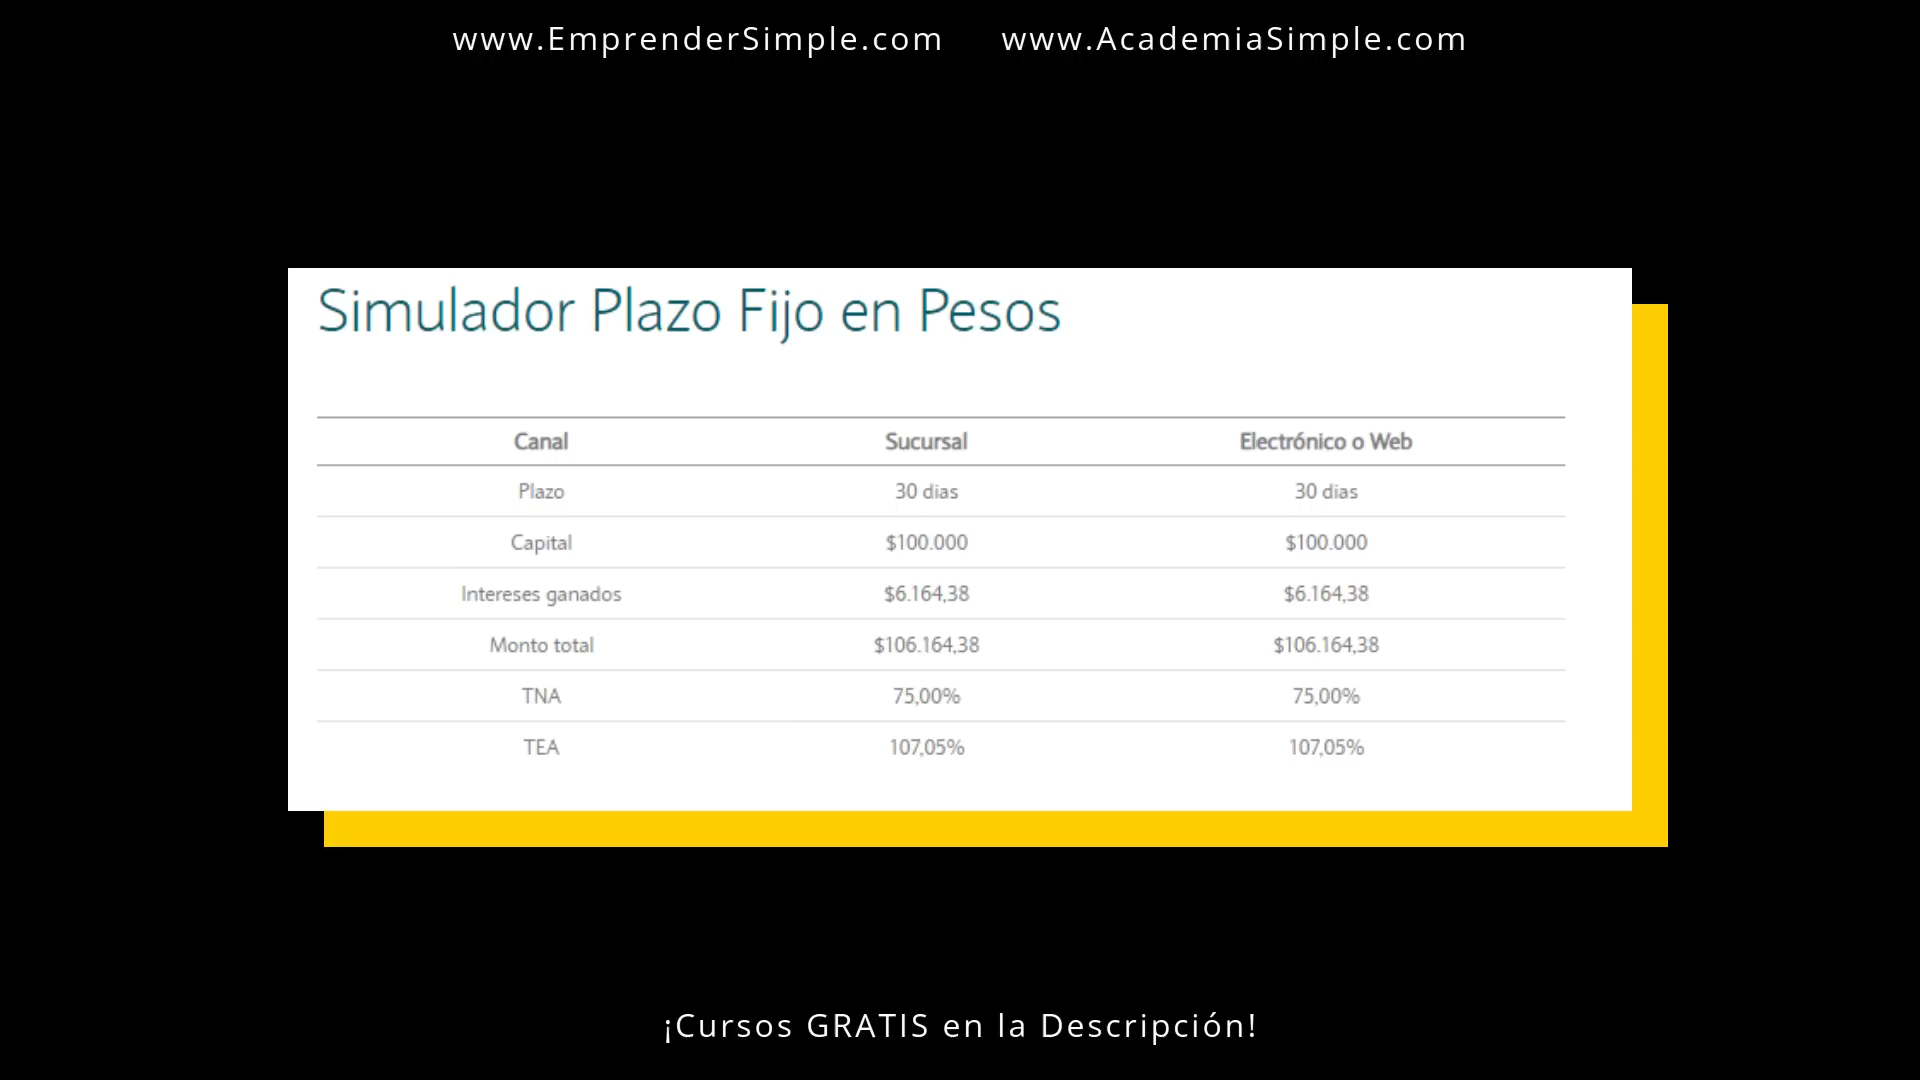 www.EmprenderSimple.com www.AcademiaSimple.com
Simulador Plazo Fijo en Pesos
Canal Sucursal Electrónico o Web
Plazo 30 dias 30 dias
Capital $100.000 $100.000
Intereses ganados $6.164,38 $6.164,38
Monto total $106.164,38 $106.164,38
TNA 75,00% 75,00%
TEA 107,05% 107,05%
¡Cursos GRATIS en la Descripción!